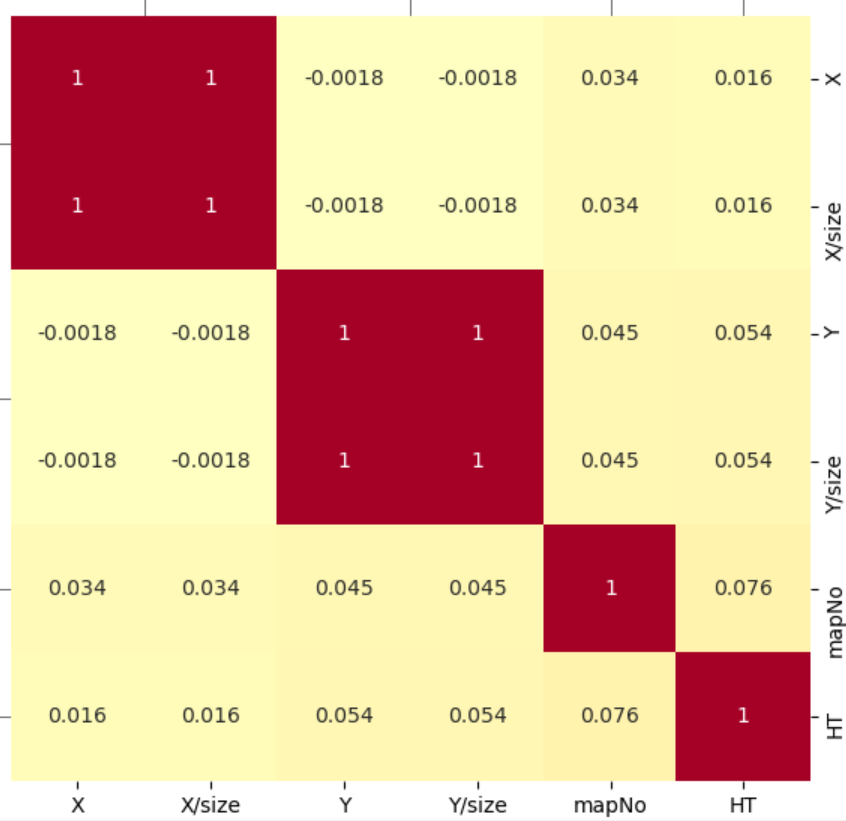 1 1 -0.0018 -0.0018 0.034 0.016 X
1 1 -0.0018 -0.0018 0.034 0.016 X/size
-0.0018 -0.0018 1 1 0.045 0.054 Y
-0.0018 -0.0018 1 1 0.045 0.054 Y/size
0.034 0.034 0.045 0.045 1 0.076 mapNo
0.016 0.016 0.054 0.054 0.076 1 HT
X X/size Y Y/size mapNo HT